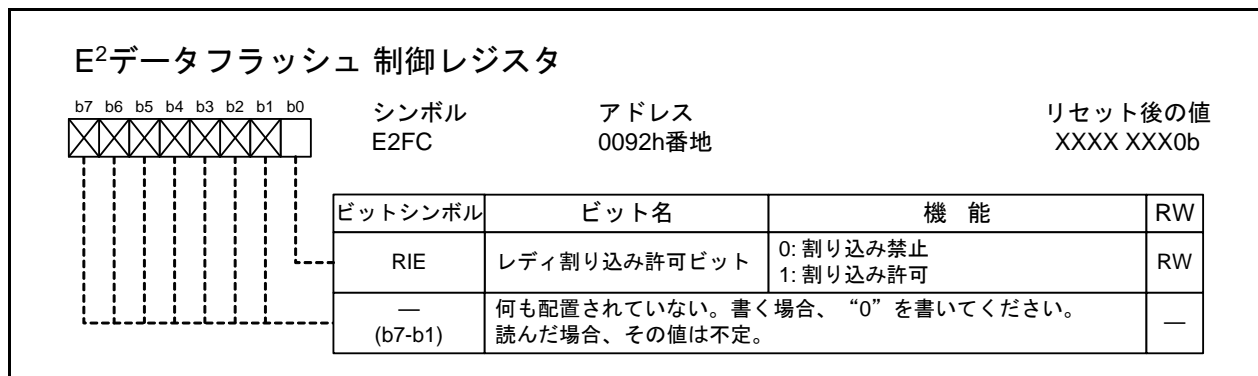 E²データフラッシュ 制御レジスタ
b7 b6 b5 b4 b3 b2 b1 b0
シンボル アドレス リセット後の値
E2FC 0092h番地 XXXX XXX0b
ビットシンボル ビット名 機 能 RW
RIE レディ割り込み許可ビット 0: 割り込み禁止 RW
1: 割り込み許可
— 何も配置されていない。書く場合、“0”を書いてください。 —
(b7-b1) 読んだ場合、その値は不定。